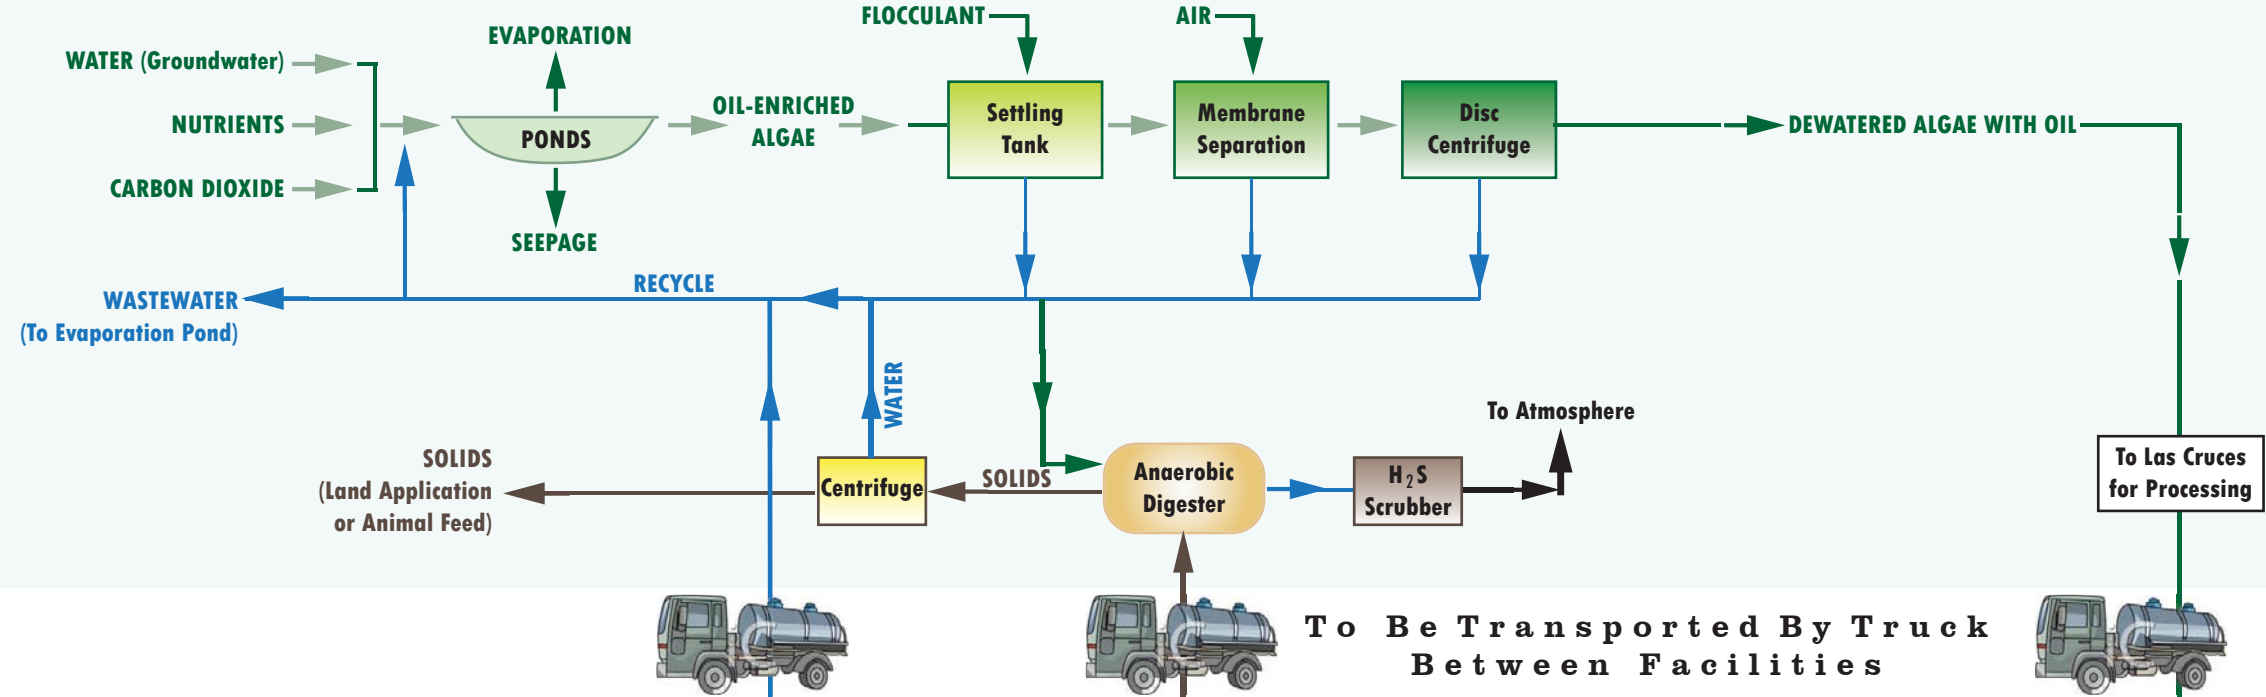 FLOCCULANT
AIR
EVAPORATION
WATER (Groundwater)
NUTRIENTS
CARBON DIOXIDE
PONDS
SEEPAGE
OIL-ENRICHED
ALGAE
Settling
Tank
Membrane
Separation
Disc
Centrifuge
DEWATERED ALGAE WITH OIL
RECYCLE
WASTEWATER
(To Evaporation Pond)
WATER
To Atmosphere
SOLIDS
(Land Application
or Animal Feed)
Centrifuge
SOLIDS
Anaerobic
Digester
H2S
Scrubber
To Las Cruces
for Processing
To Be Transported By Truck
Between Facilities